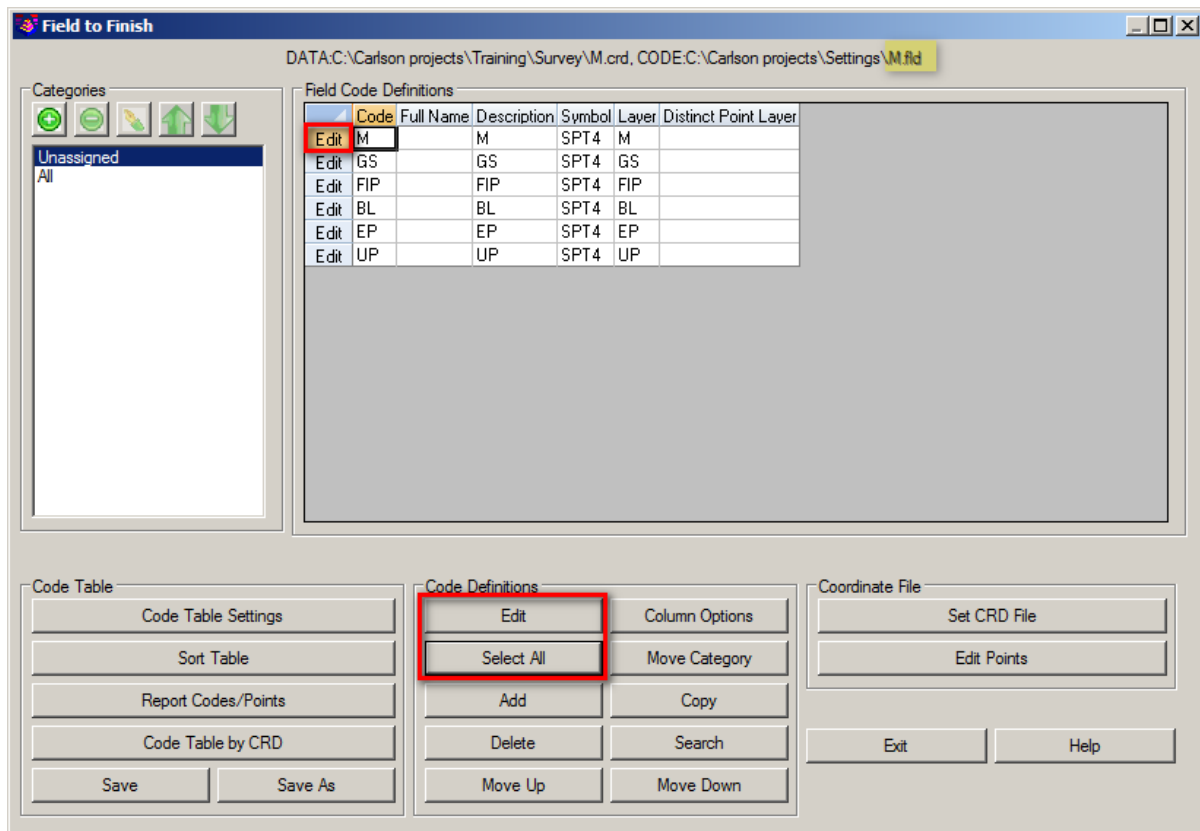 Field to Finish
DATA:C:\Carlson projects\Training\Survey\M.crd, CODE:C:\Carlson projects\Settings\M.fld
Categories
Unassigned
All
Field Code Definitions
Code Full Name Description Symbol Layer Distinct Point Layer
Edit M M SPT4 M
Edit GS GS SPT4 GS
Edit FIP FIP SPT4 FIP
Edit BL BL SPT4 BL
Edit EP EP SPT4 EP
Edit UP UP SPT4 UP
Code Table
Code Table Settings
Sort Table
Report Codes/Points
Code Table by CRD
Save Save As
Code Definitions
Edit Column Options
Select All Move Category
Add Copy
Delete Search
Move Up Move Down
Coordinate File
Set CRD File
Edit Points
Exit Help